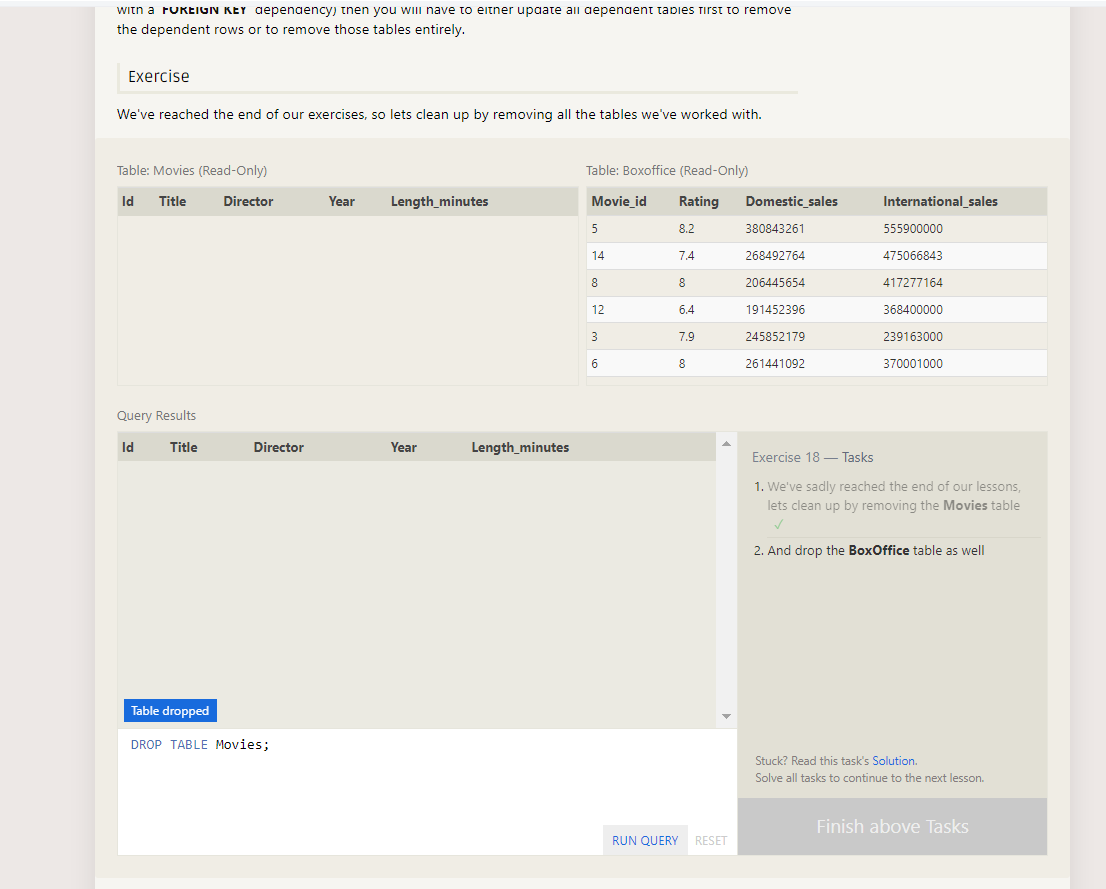 with a FOREIGN KEY dependency) then you will have to either update all dependent tables first to remove
the dependent rows or to remove those tables entirely.
Exercise
We've reached the end of our exercises, so lets clean up by removing all the tables we've worked with.
Table: Movies (Read-Only)
Id Title Director Year Length_minutes
Table: Boxoffice (Read-Only)
Movie_id Rating Domestic_sales International_sales
5 8.2 380843261 555900000
14 7.4 268492764 475066843
8 8 206445654 417277164
12 6.4 191452396 368400000
3 7.9 245852179 239163000
6 8 261441092 370001000
Query Results
Id Title Director Year Length_minutes
Table dropped
DROP TABLE Movies;
RUN QUERY RESET
Exercise 18 — Tasks
1. We've sadly reached the end of our lessons,
lets clean up by removing the Movies table
✓
2. And drop the BoxOffice table as well
Stuck? Read this task's Solution.
Solve all tasks to continue to the next lesson.
Finish above Tasks